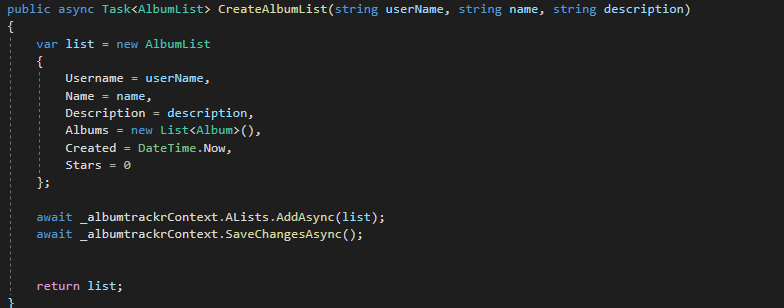 public async Task<AlbumList> CreateAlbumList(string userName, string name, string description)
{
    var list = new AlbumList
    {
        Username = userName,
        Name = name,
        Description = description,
        Albums = new List<Album>(),
        Created = DateTime.Now,
        Stars = 0
    };

    await _albumtrackrContext.ALists.AddAsync(list);
    await _albumtrackrContext.SaveChangesAsync();


    return list;
}